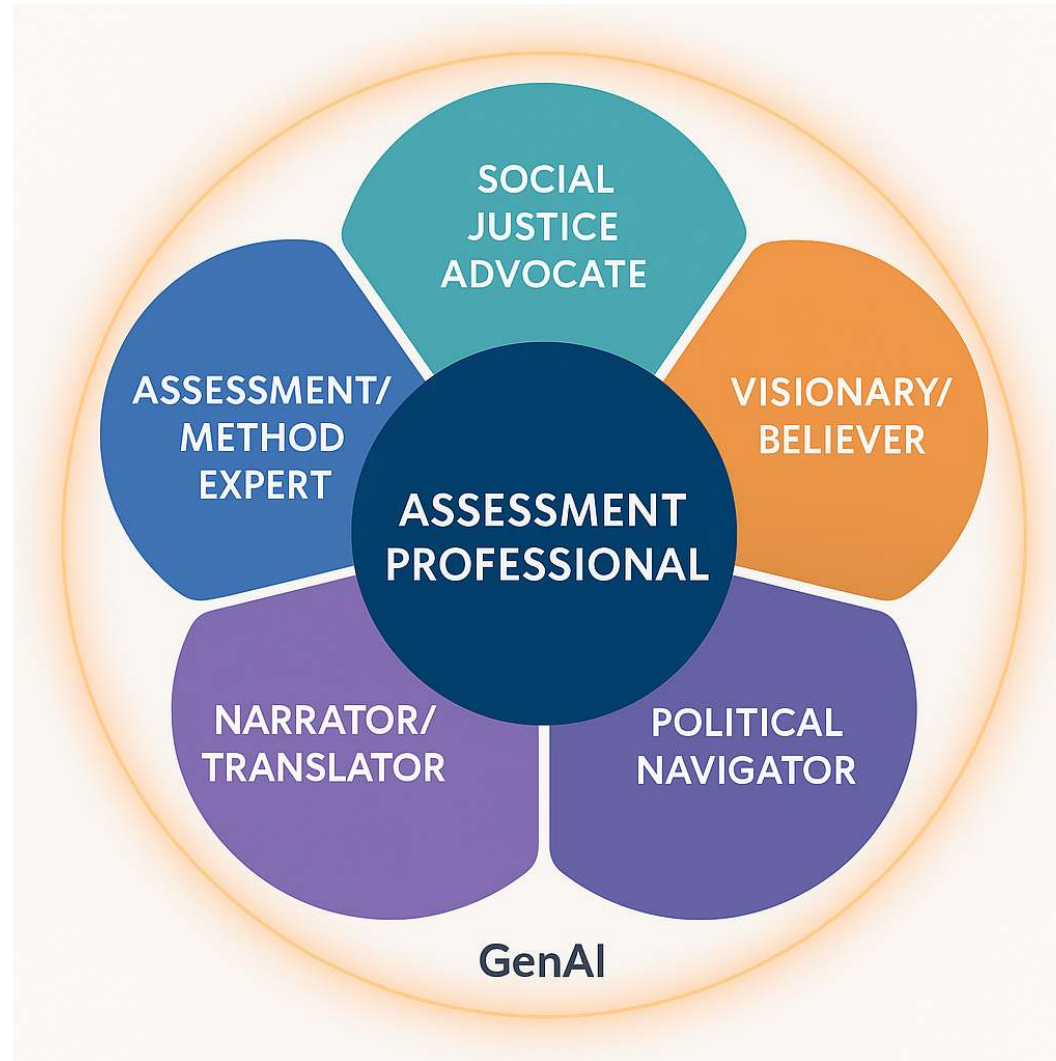 SOCIAL
JUSTICE
ADVOCATE
ASSESSMENT/
METHOD
EXPERT
VISIONARY/
BELIEVER
ASSESSMENT
PROFESSIONAL
NARRATOR/
TRANSLATOR
POLITICAL
NAVIGATOR
GenAI